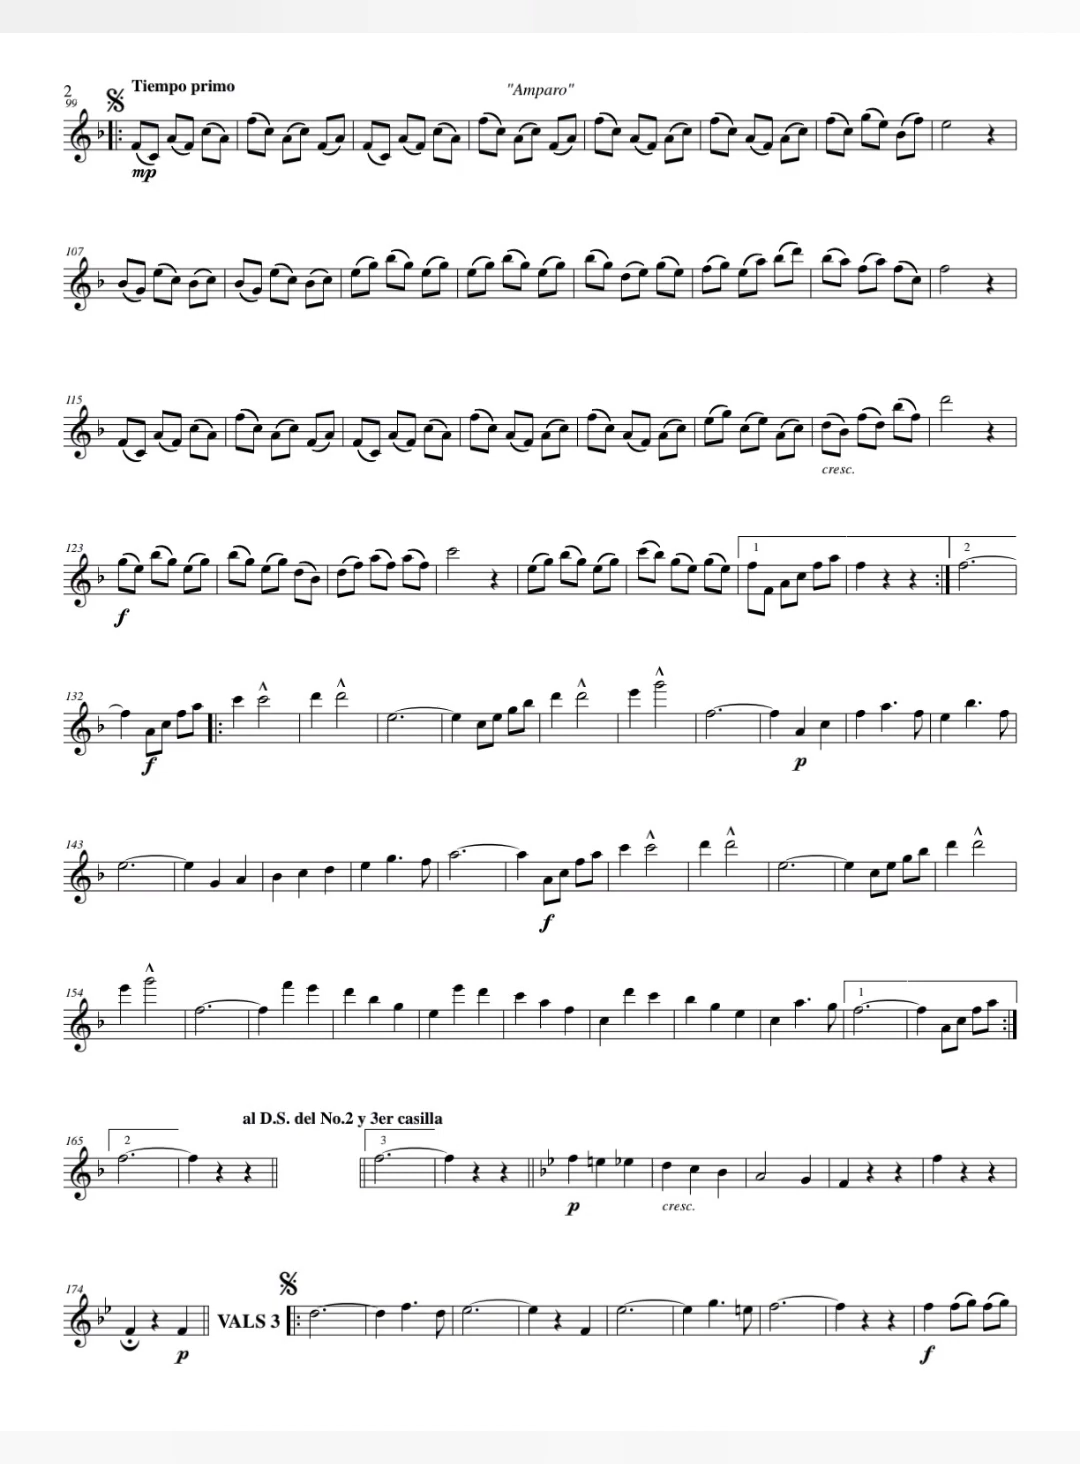 2
Tiempo primo
"Amparo"
99
mp
107
115
cresc.
123
1
2
f
132
f
p
143
f
154
1
al D.S. del No.2 y 3er casilla
165
2
3
p
cresc.
174
VALS 3
p
f